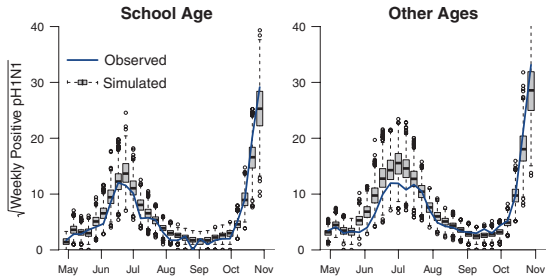 School Age
Other Ages
√Weekly Positive pH1N1
40
30
20
10
0
Observed
Simulated
May Jun Jul Aug Sep Oct Nov
40
30
20
10
0
May Jun Jul Aug Sep Oct Nov